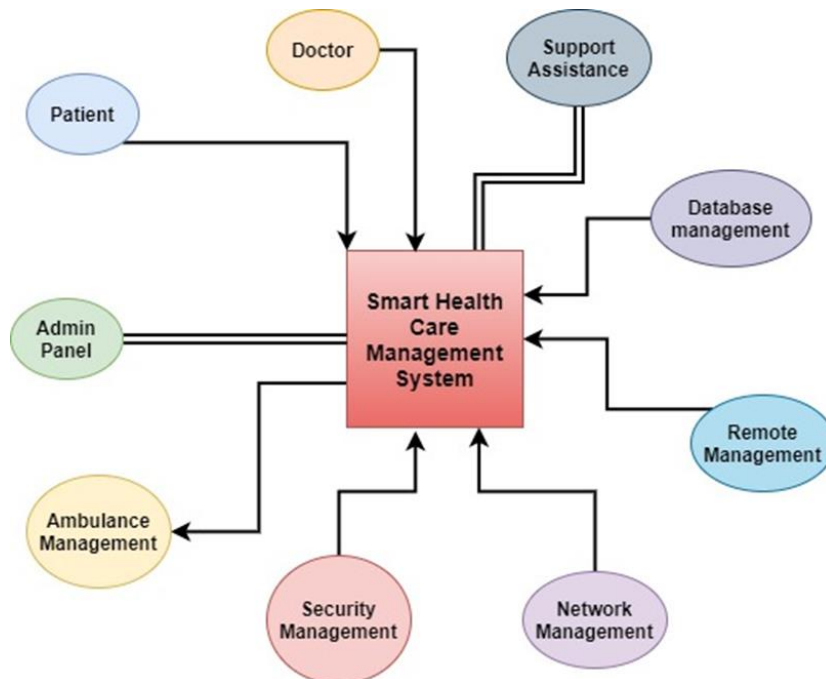 Doctor
Support
Assistance
Patient
Database
management
Smart Health
Care
Management
System
Admin
Panel
Remote
Management
Ambulance
Management
Security
Management
Network
Management